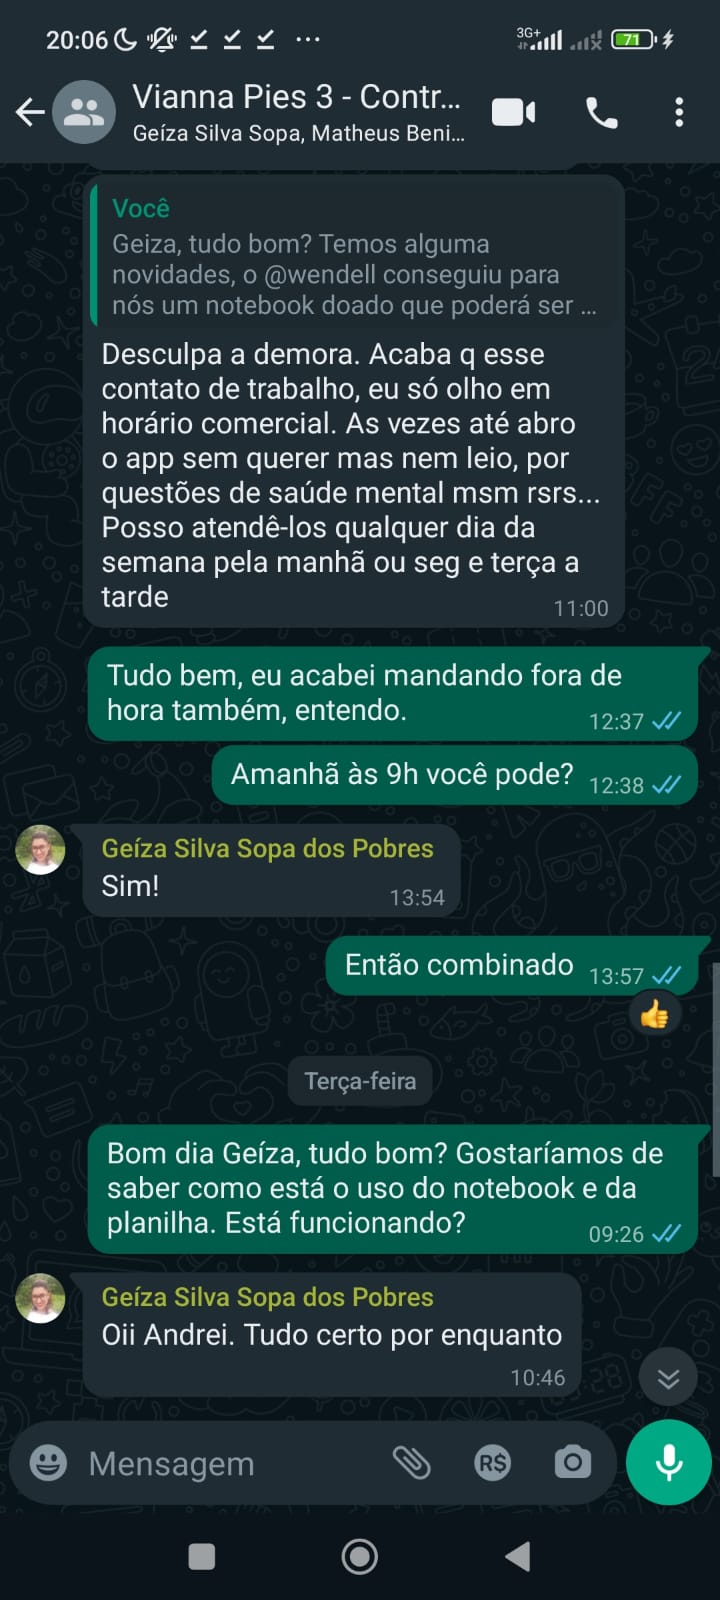 20:06
3G+
71
Vianna Pies 3 - Contr...
Geíza Silva Sopa, Matheus Beni...
Você
Geiza, tudo bom? Temos alguma
novidades, o @wendell conseguiu para
nós um notebook doado que poderá ser ...
Desculpa a demora. Acaba q esse
contato de trabalho, eu só olho em
horário comercial. As vezes até abro
o app sem querer mas nem leio, por
questões de saúde mental msm rsrs...
Posso atendê-los qualquer dia da
semana pela manhã ou seg e terça a
tarde
11:00
Tudo bem, eu acabei mandando fora de
hora também, entendo.
12:37
Amanhã às 9h você pode?
12:38
Geíza Silva Sopa dos Pobres
Sim!
13:54
Então combinado
13:57
Terça-feira
Bom dia Geíza, tudo bom? Gostaríamos de
saber como está o uso do notebook e da
planilha. Está funcionando?
09:26
Geíza Silva Sopa dos Pobres
Oii Andrei. Tudo certo por enquanto
10:46
Mensagem
R$